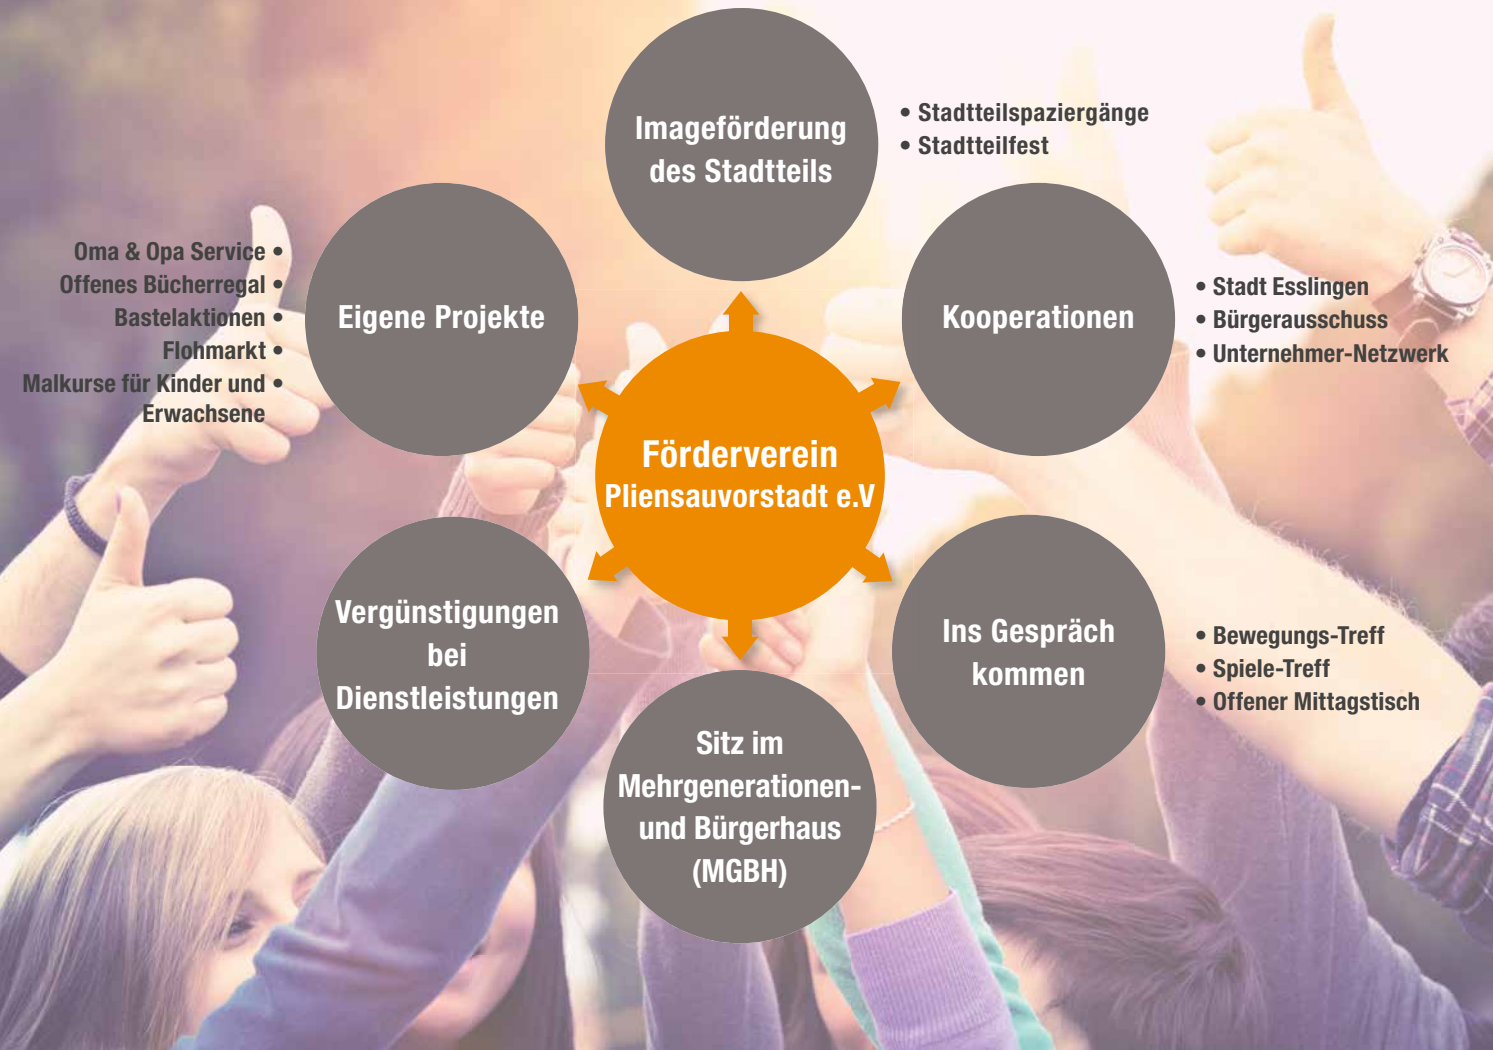 Imageförderung
des Stadtteils
• Stadtteilspaziergänge
• Stadtteilfest
Oma & Opa Service •
Offenes Bücherregal •
Bastelaktionen •
Flohmarkt •
Malkurse für Kinder und •
Erwachsene
Eigene Projekte
Kooperationen
• Stadt Esslingen
• Bürgerausschuss
• Unternehmer-Netzwerk
Förderverein
Pliensauvorstadt e.V
Vergünstigungen
bei
Dienstleistungen
Ins Gespräch
kommen
• Bewegungs-Treff
• Spiele-Treff
• Offener Mittagstisch
Sitz im
Mehrgenerationen-
und Bürgerhaus
(MGBH)